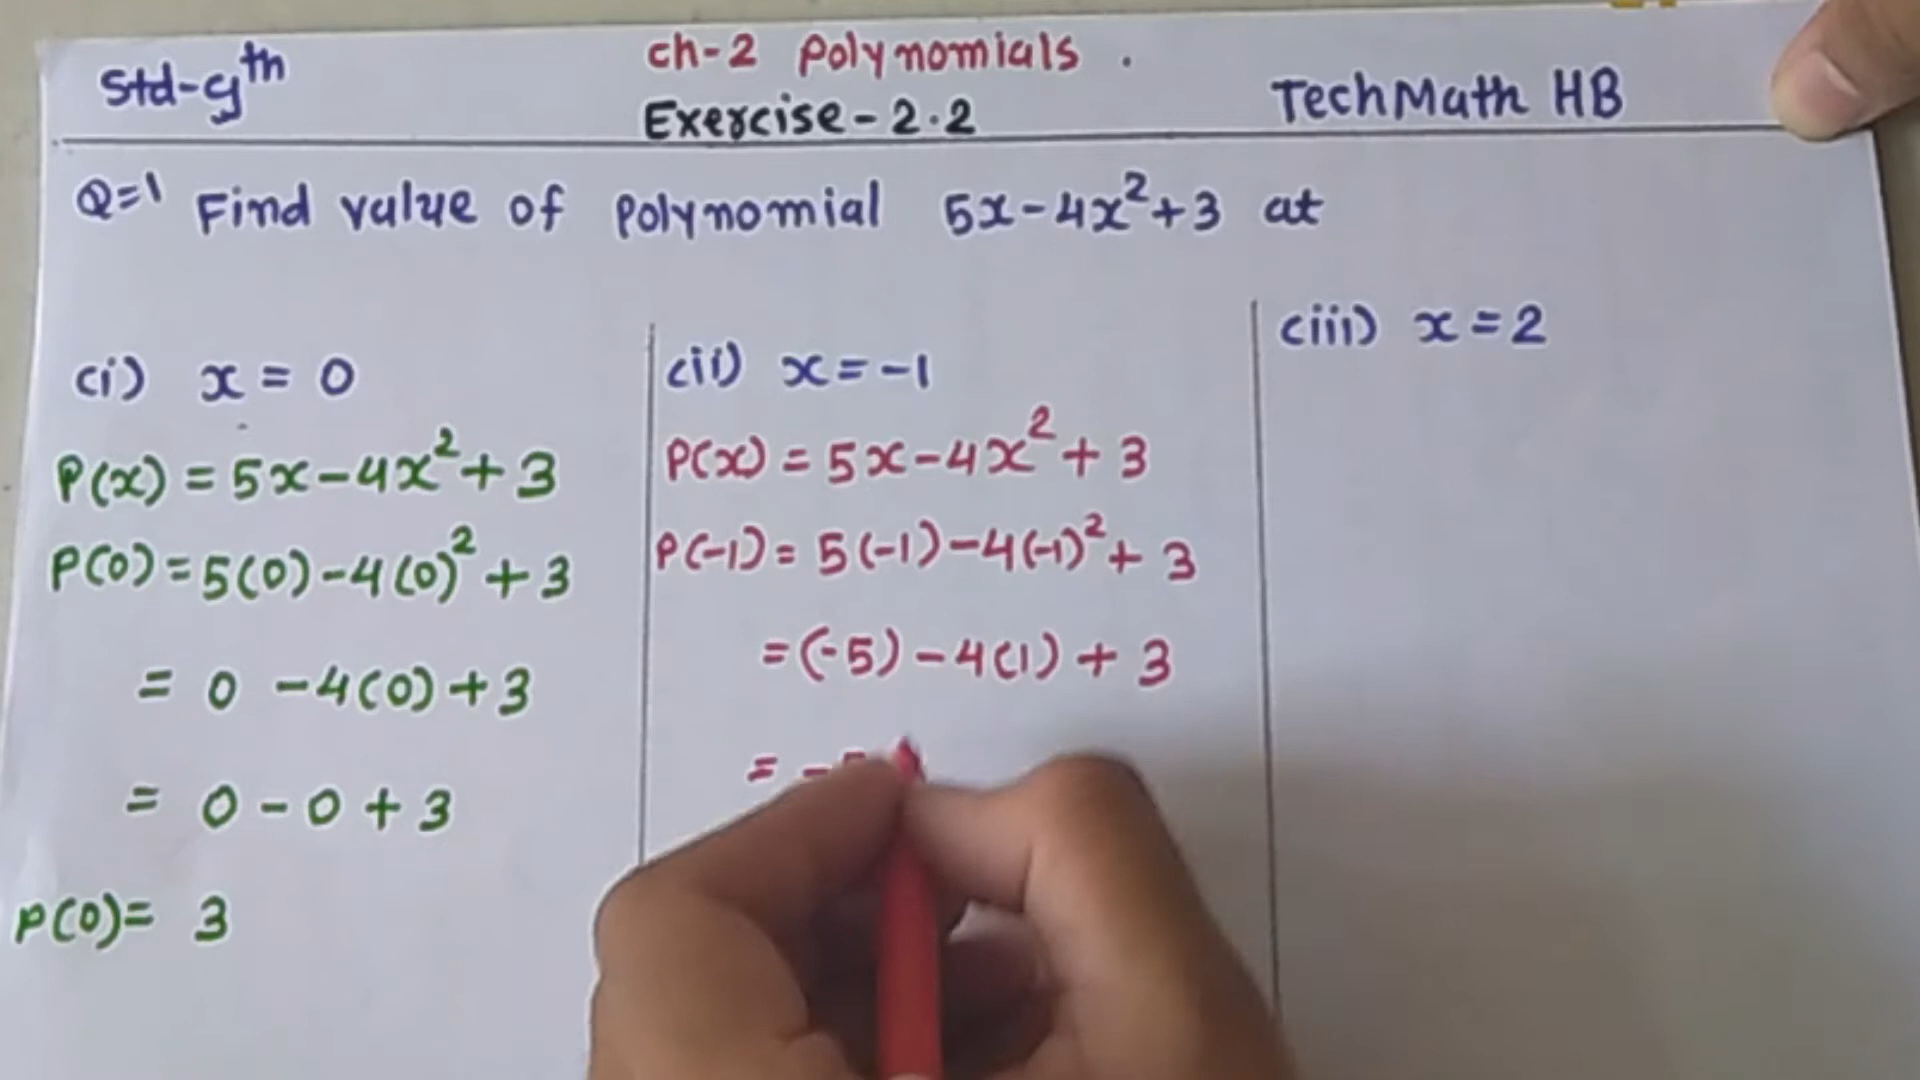 Std-9th
ch-2 Polynomials .
Exercise-2.2
TechMath HB
Q=1 Find value of Polynomial 5x-4x²+3 at
(i) x = 0
P(x) = 5x-4x²+3
P(0) = 5(0)-4(0)²+3
= 0 -4(0)+3
= 0 - 0 + 3
P(0)= 3
(ii) x = -1
P(x) = 5x-4x²+3
P(-1) = 5(-1)-4(-1)²+3
=(-5) - 4(1) + 3
= -5
(iii) x = 2